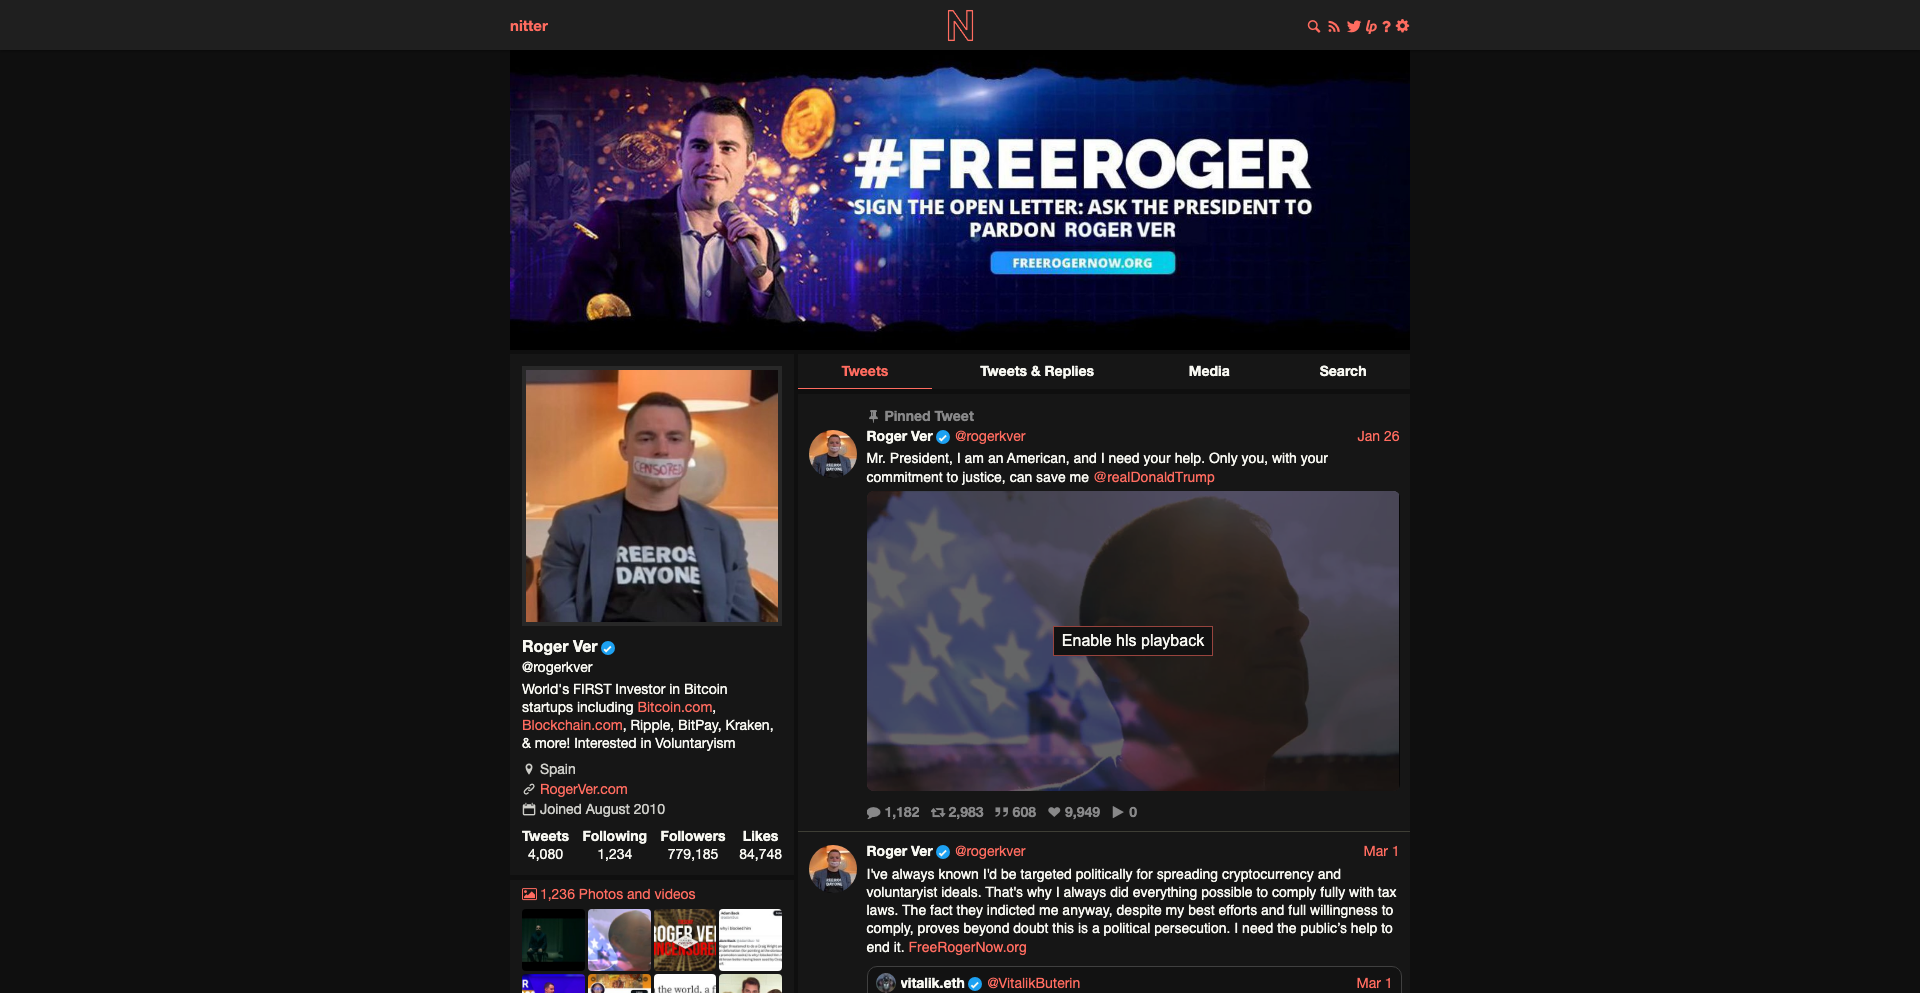 nitter
N
lp
?
#FREEROGER
SIGN THE OPEN LETTER: ASK THE PRESIDENT TO
PARDON ROGER VER
FREEROGERNOW.ORG
CENSORED
REEROS
DAYONE
Roger Ver
@rogerkver
World's FIRST Investor in Bitcoin
startups including Bitcoin.com,
Blockchain.com, Ripple, BitPay, Kraken,
& more! Interested in Voluntaryism
Spain
RogerVer.com
Joined August 2010
Tweets Following Followers Likes
4,080 1,234 779,185 84,748
1,236 Photos and videos
ROGER VE
the world, a f
Tweets Tweets & Replies Media Search
Pinned Tweet
Roger Ver @rogerkver Jan 26
Mr. President, I am an American, and I need your help. Only you, with your
commitment to justice, can save me @realDonaldTrump
Enable hls playback
1,182 2,983 608 9,949 0
Roger Ver @rogerkver Mar 1
I've always known I'd be targeted politically for spreading cryptocurrency and
voluntaryist ideals. That's why I always did everything possible to comply fully with tax
laws. The fact they indicted me anyway, despite my best efforts and full willingness to
comply, proves beyond doubt this is a political persecution. I need the public's help to
end it. FreeRogerNow.org
vitalik.eth @VitalikButerin Mar 1